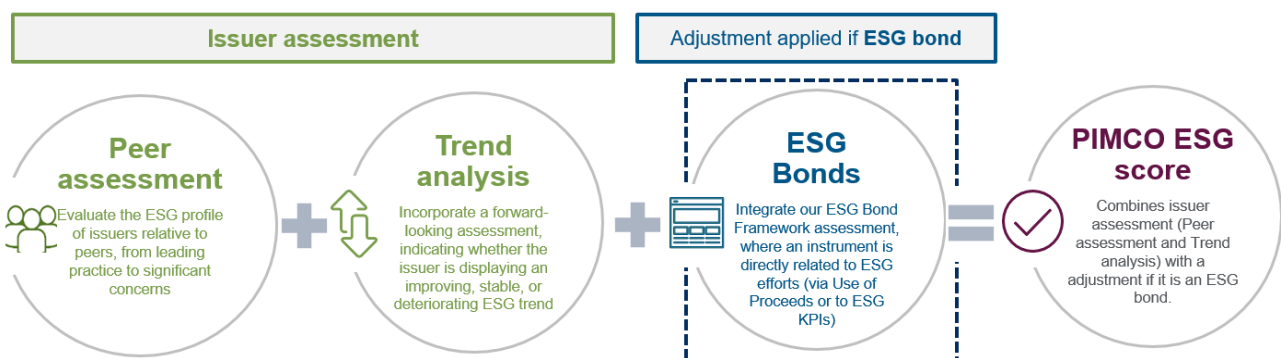 Issuer assessment
Adjustment applied if ESG bond
Peer
assessment
Evaluate the ESG profile
of issuers relative to
peers, from leading
practice to significant
concerns
Trend
analysis
Incorporate a forward-
looking assessment,
indicating whether the
issuer is displaying an
improving, stable, or
deteriorating ESG trend
ESG
Bonds
Integrate our ESG Bond
Framework assessment,
where an instrument is
directly related to ESG
efforts (via Use of
Proceeds or to ESG
KPIs)
PIMCO ESG
score
Combines issuer
assessment (Peer
assessment and Trend
analysis) with a
adjustment if it is an ESG
bond.